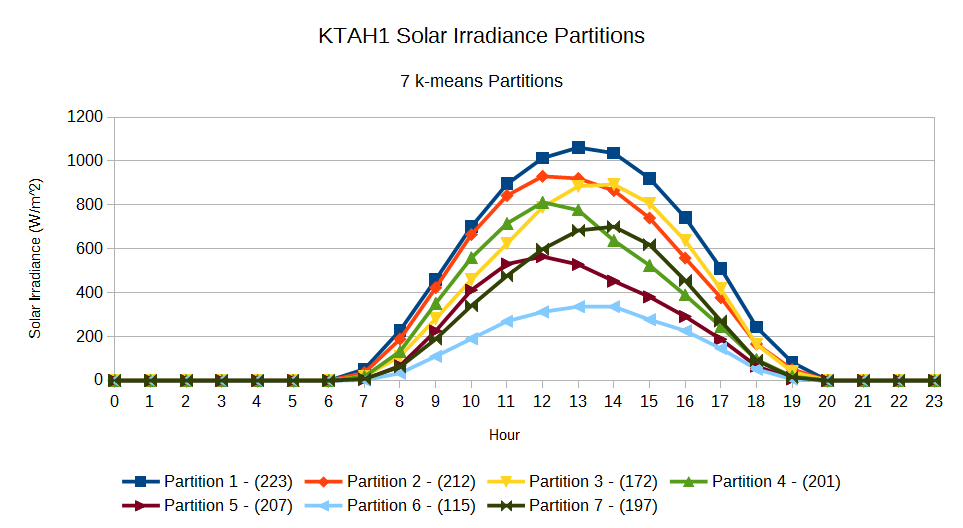 KTAH1 Solar Irradiance Partitions
7 k-means Partitions
Solar Irradiance (W/m^2)
1200
1000
800
600
400
200
0
0 1 2 3 4 5 6 7 8 9 10 11 12 13 14 15 16 17 18 19 20 21 22 23
Hour
Partition 1 - (223) Partition 2 - (212) Partition 3 - (172) Partition 4 - (201)
Partition 5 - (207) Partition 6 - (115) Partition 7 - (197)